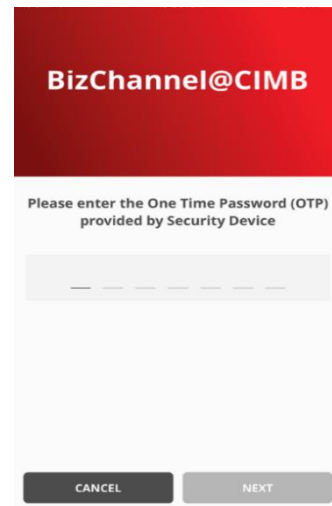 BizChannel@CIMB
Please enter the One Time Password (OTP)
provided by Security Device
CANCEL
NEXT